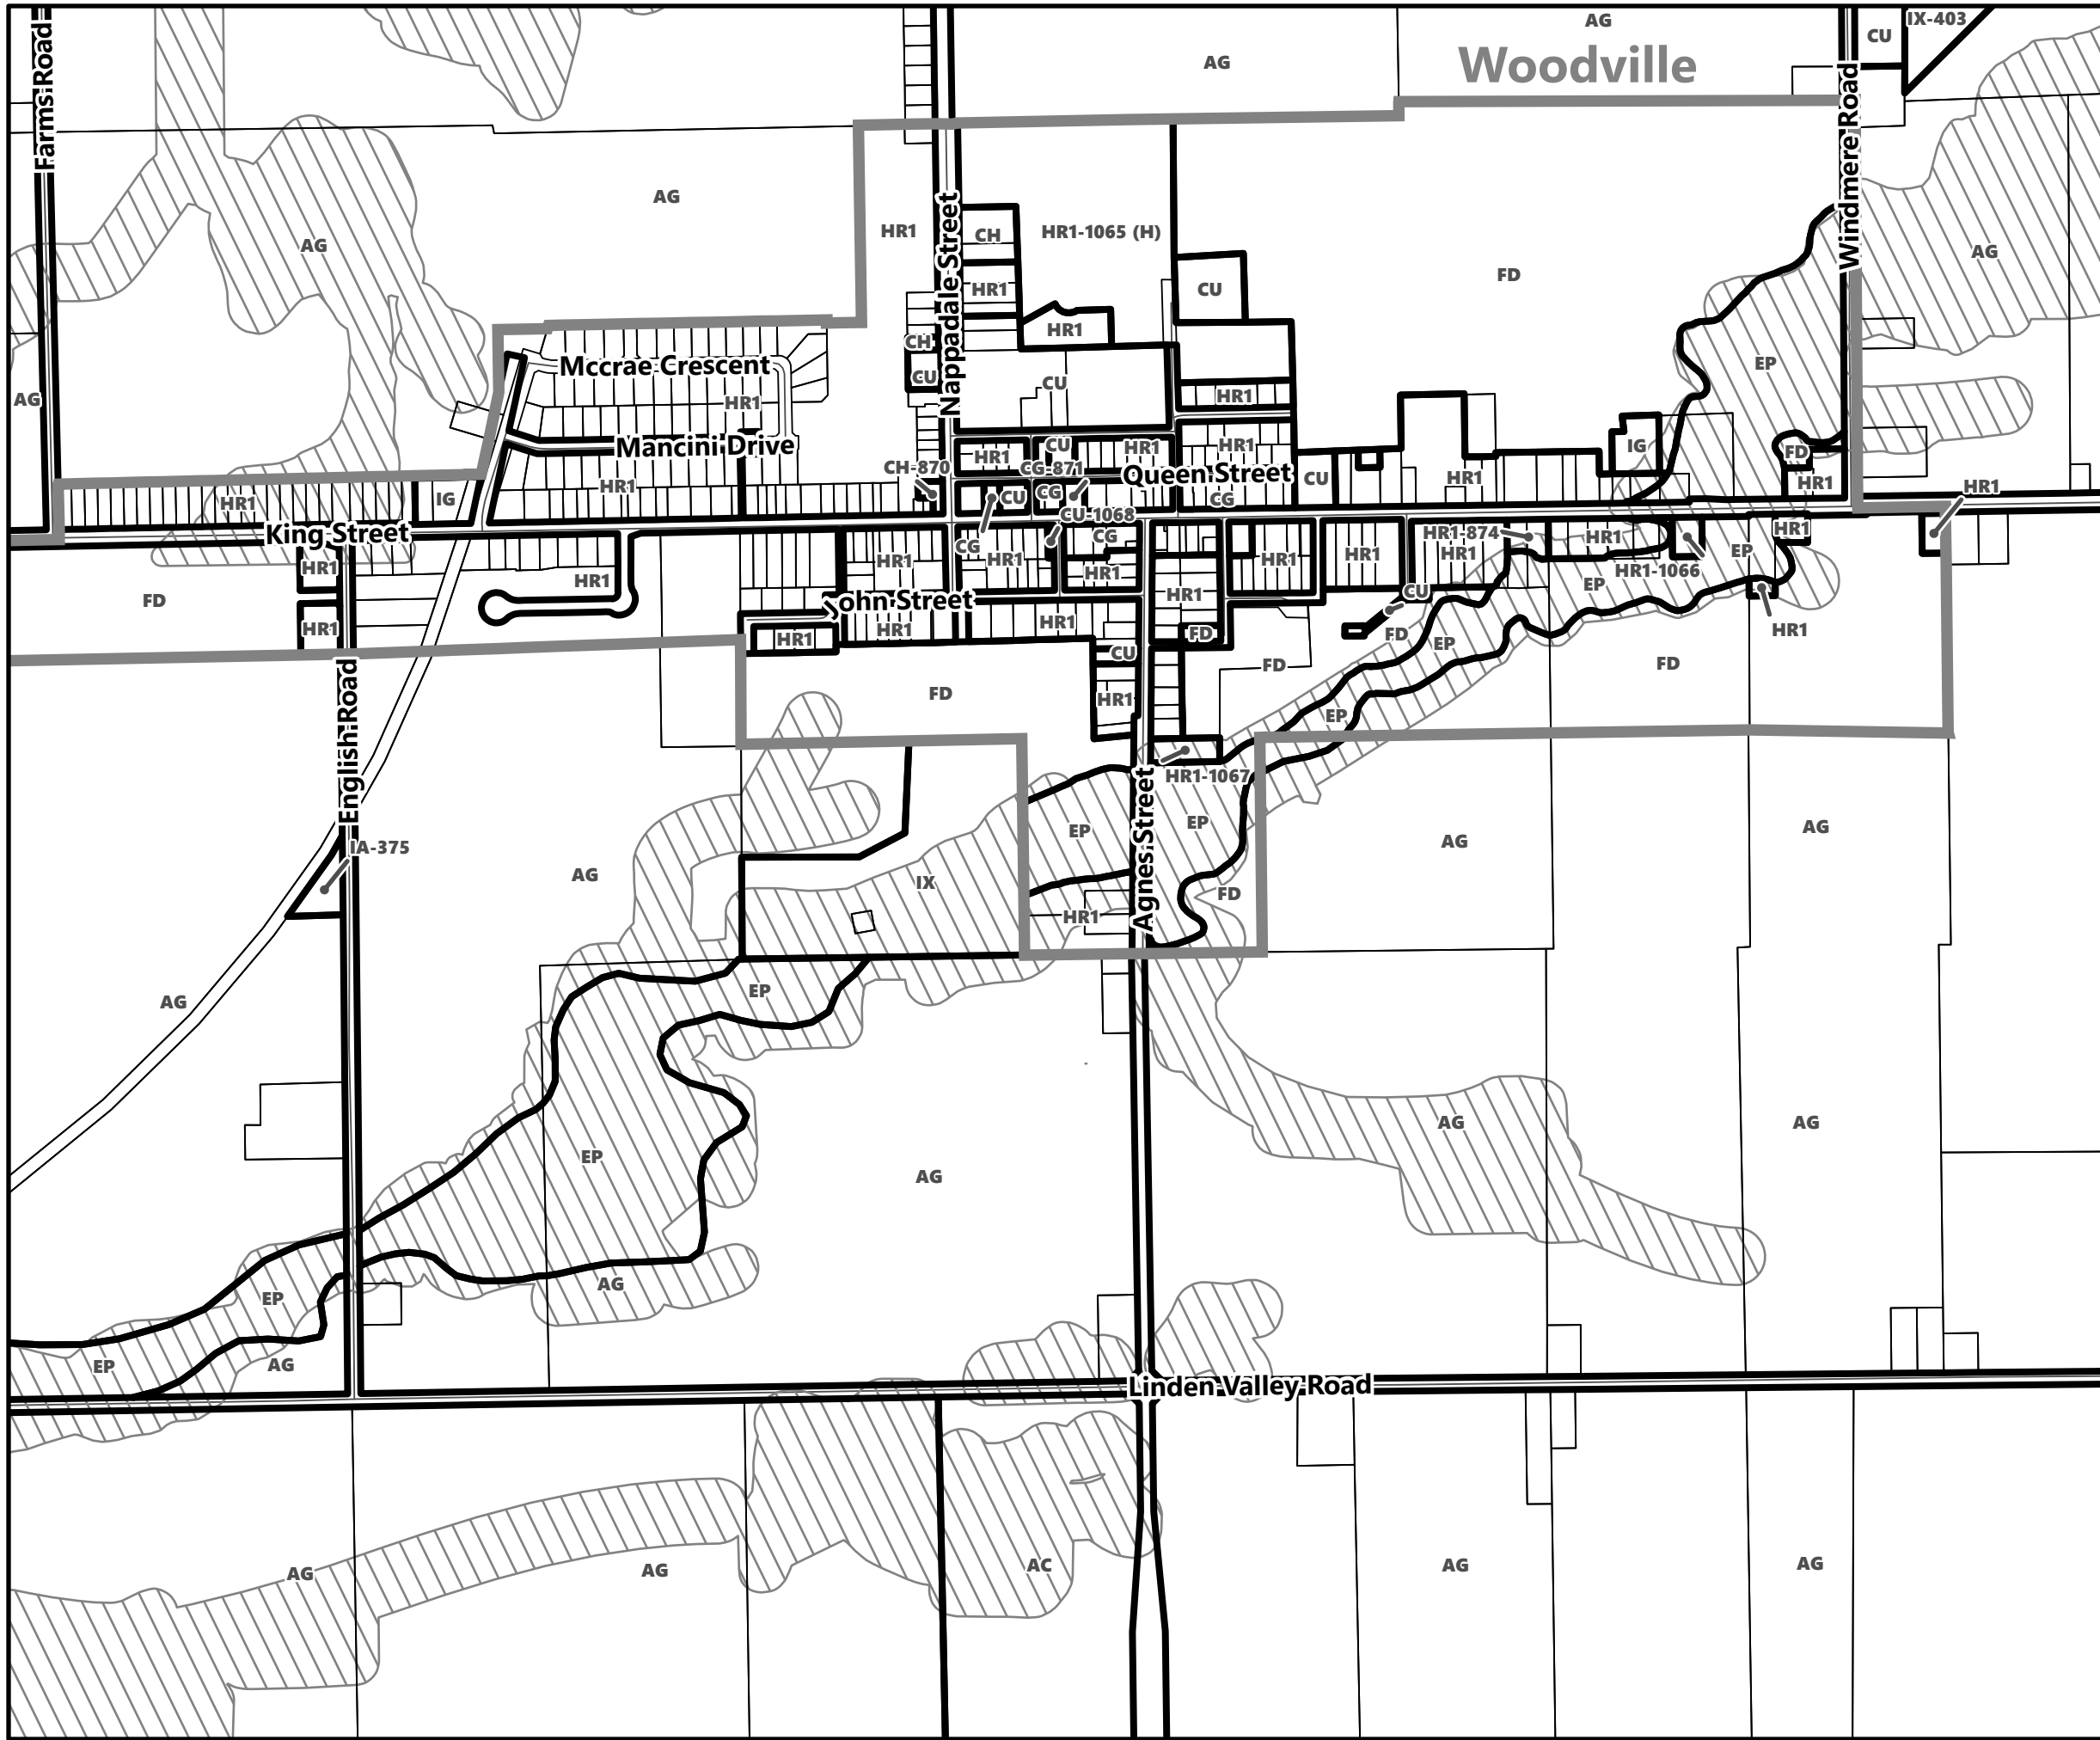 AG
IX-403
CU
Woodville
AG
Farms Road
Windmere Road
AG
HR1
Nappadale Street
CH
HR1-1065 (H)
AG
AG
FD
HR1
CU
CH
HR1
Mccrae Crescent
EP
CU
CU
AG
HR1
HR1
Mancini Drive
HR1
CU
HR1
HR1
IG
FD
CH-870
CG-871
Queen Street
CU
HR1
HR1
HR1
HR1
IG
CU
CG
CG
HR1
King Street
CU-1068
CG
HR1-874
HR1
HR1
EP
CG
HR1
HR1
HR1
HR1
HR1
HR1
HR1
HR1
HR1-1066
EP
FD
John Street
HR1
CU
HR1
HR1
HR1
HR1
FD
FD
HR1
EP
CU
FD
FD
English Road
FD
HR1
EP
HR1-1067
Agnes Street
EP
EP
AG
AG
IA-375
AG
IX
FD
HR1
AG
EP
AG
AG
EP
AG
AG
EP
EP
AG
Linden Valley Road
AG
AG
AC
AG
AG